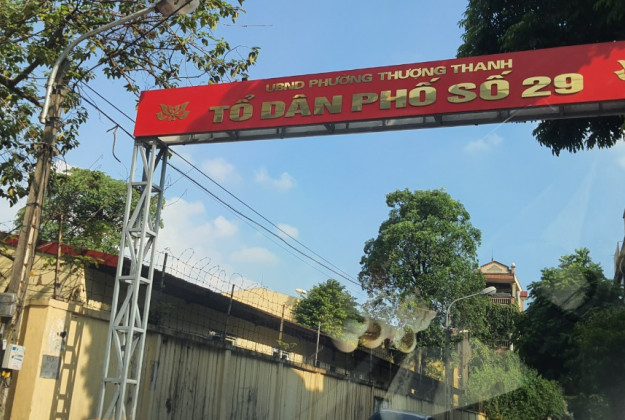 UBND PHƯỜNG THƯỢNG THANH
TỔ DÂN PHỐ SỐ 29